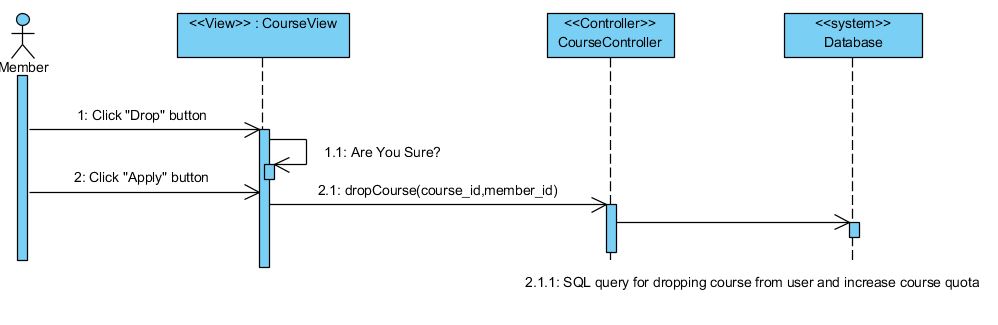 <<View>> : CourseView
<<Controller>>
CourseController
<<system>>
Database
Member
1: Click "Drop" button
1.1: Are You Sure?
2: Click "Apply" button
2.1: dropCourse(course_id,member_id)
2.1.1: SQL query for dropping course from user and increase course quota